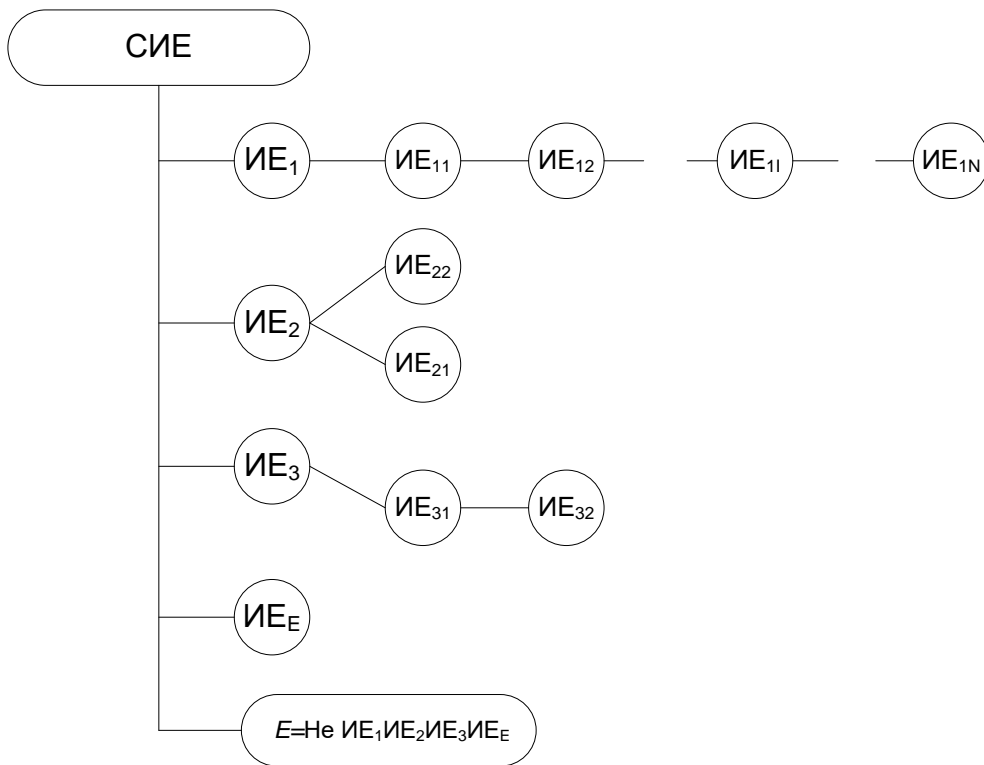 СИЕ
ИЕ₁ ИЕ₁₁ ИЕ₁₂ ИЕ₁I ИЕ₁N
ИЕ₂₂
ИЕ₂
ИЕ₂₁
ИЕ₃
ИЕ₃₁ ИЕ₃₂
ИЕE
E=Не ИЕ₁ИЕ₂ИЕ₃ИЕE